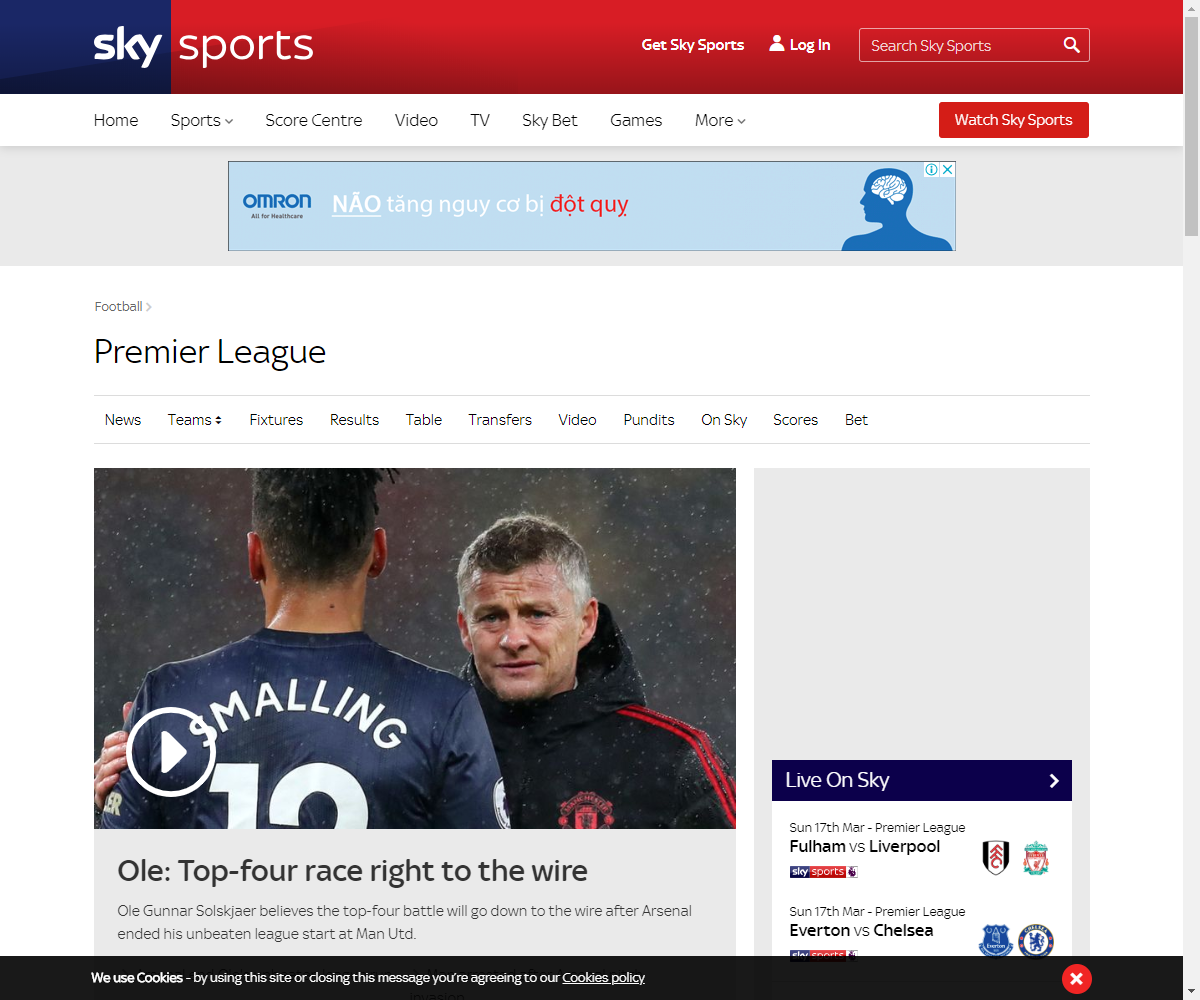 sky sports
Get Sky Sports
Log In
Search Sky Sports
Home
Sports
Score Centre
Video
TV
Sky Bet
Games
More
Watch Sky Sports
OMRON
All for Healthcare
NÃO tăng nguy cơ bị đột quỵ
Football
Premier League
News
Teams
Fixtures
Results
Table
Transfers
Video
Pundits
On Sky
Scores
Bet
SMALLING
12
Ole: Top-four race right to the wire
Ole Gunnar Solskjaer believes the top-four battle will go down to the wire after Arsenal
ended his unbeaten league start at Man Utd.
Live On Sky
Sun 17th Mar - Premier League
Fulham vs Liverpool
sky sports
Sun 17th Mar - Premier League
Everton vs Chelsea
sky sports
We use Cookies - by using this site or closing this message you're agreeing to our Cookies policy